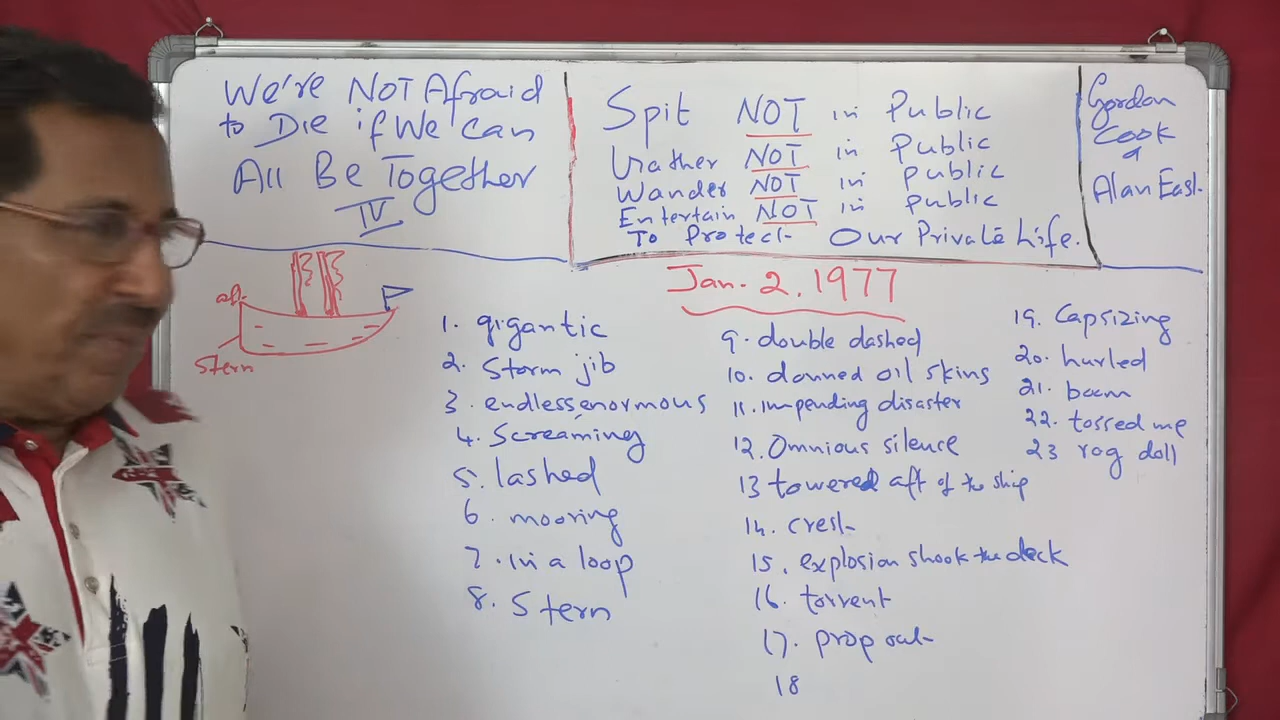 We're NOT Afraid
to Die if We Can
All Be Together
IV
Spit NOT in Public
NOT in Public
Wander NOT in Public
Entertain NOT in Public
To Protect Our Private Life.
Gordon
Cook
&
Alan East.
Jan. 2. 1977
aft
Stern
1. gigantic
2. Storm jib
3. endless, enormous
4. Screaming
5. lashed
6. mooring
7. in a loop
8. Stern
9. double dashed
10. donned oil skins
11. impending disaster
12. Omnious silence
13 towered aft of the ship
14. crest
15. explosion shook the deck
16. torrent
17. prop out
18
19. Capsizing
20. hurled
21. boom
22. tossed me
23 rag doll